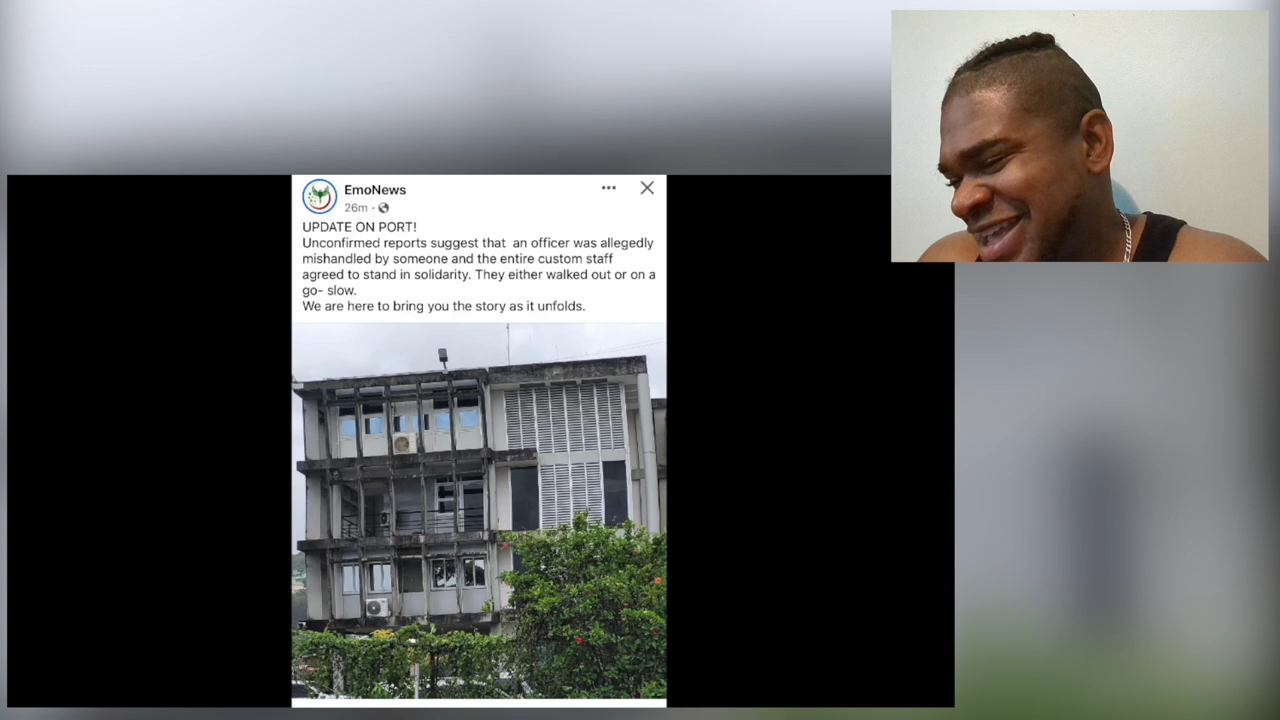 EmoNews
26m ·
UPDATE ON PORT!
Unconfirmed reports suggest that an officer was allegedly
mishandled by someone and the entire custom staff
agreed to stand in solidarity. They either walked out or on a
go- slow.
We are here to bring you the story as it unfolds.